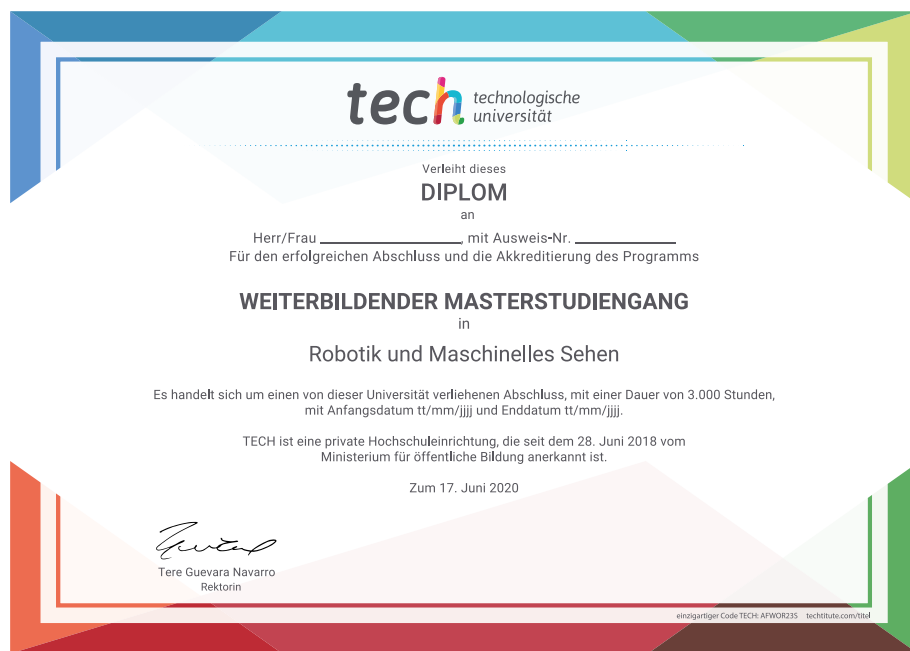 tech technologische
universität
Verleiht dieses
DIPLOM
an
Herr/Frau ____________, mit Ausweis-Nr. ____________
Für den erfolgreichen Abschluss und die Akkreditierung des Programms
WEITERBILDENDER MASTERSTUDIENGANG
in
Robotik und Maschinelles Sehen
Es handelt sich um einen von dieser Universität verliehenen Abschluss, mit einer Dauer von 3.000 Stunden,
mit Anfangsdatum tt/mm/jjjj und Enddatum tt/mm/jjjj.
TECH ist eine private Hochschuleinrichtung, die seit dem 28. Juni 2018 vom
Ministerium für öffentliche Bildung anerkannt ist.
Zum 17. Juni 2020
Tere Guevara Navarro
Rektorin
einzigartiger Code TECH: AFWOR23S techtitute.com/titel